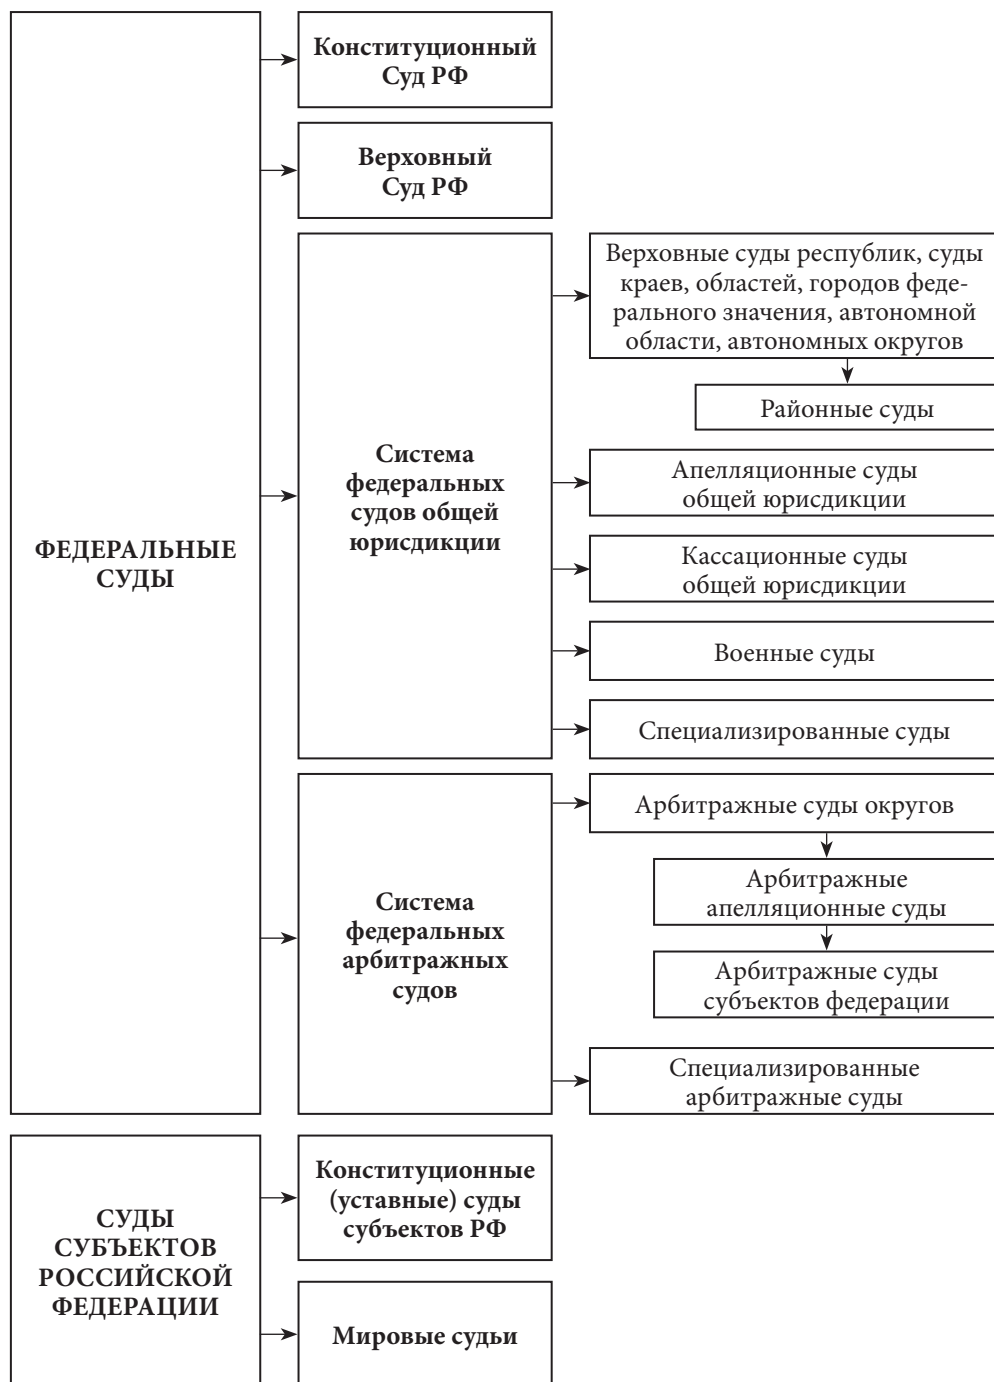 ФЕДЕРАЛЬНЫЕ
СУДЫ
Конституционный
Суд РФ
Верховный
Суд РФ
Система
федеральных
судов общей
юрисдикции
Верховные суды республик, суды
краев, областей, городов феде-
рального значения, автономной
области, автономных округов
Районные суды
Апелляционные суды
общей юрисдикции
Кассационные суды
общей юрисдикции
Военные суды
Специализированные суды
Система
федеральных
арбитражных
судов
Арбитражные суды округов
Арбитражные
апелляционные суды
Арбитражные суды
субъектов федерации
Специализированные
арбитражные суды
СУДЫ
СУБЪЕКТОВ
РОССИЙСКОЙ
ФЕДЕРАЦИИ
Конституционные
(уставные) суды
субъектов РФ
Мировые судьи